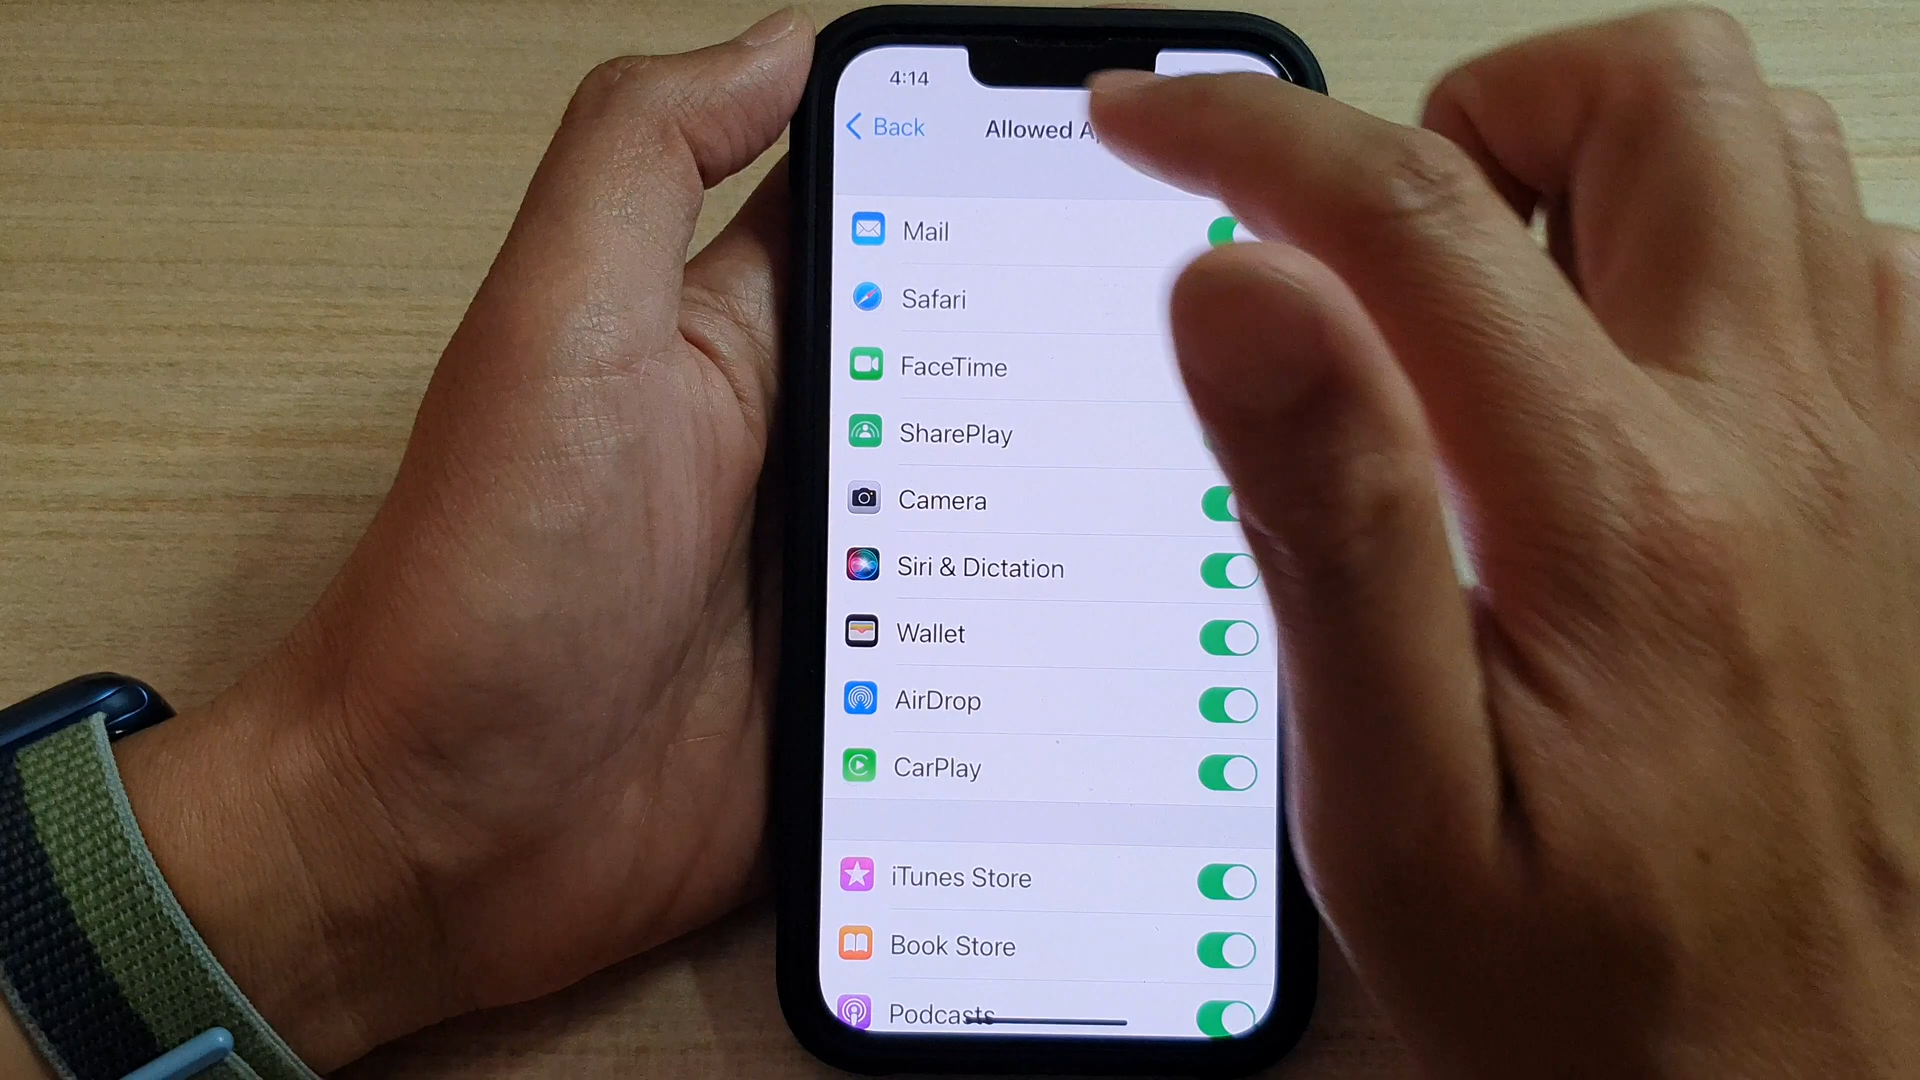 4:14
Back
Allowed
Mail
Safari
FaceTime
SharePlay
Camera
Siri & Dictation
Wallet
AirDrop
CarPlay
iTunes Store
Book Store
Podcasts